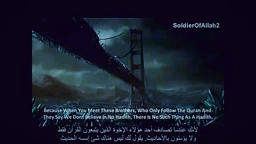 SoldierOfAllah2
Because When You Meet These Brothers, Who Only Follow The Quran And
They Say We Dont Believe In No Hadith, There Is No Such Thing As A Hadith.
لأنك عندما تصادف أحد هؤلاء الإخوة الذين يتبعون القرآن فقط
ولا يؤمنون بالأحاديث، يقول لك ليس هناك شئ إسمه الحديث